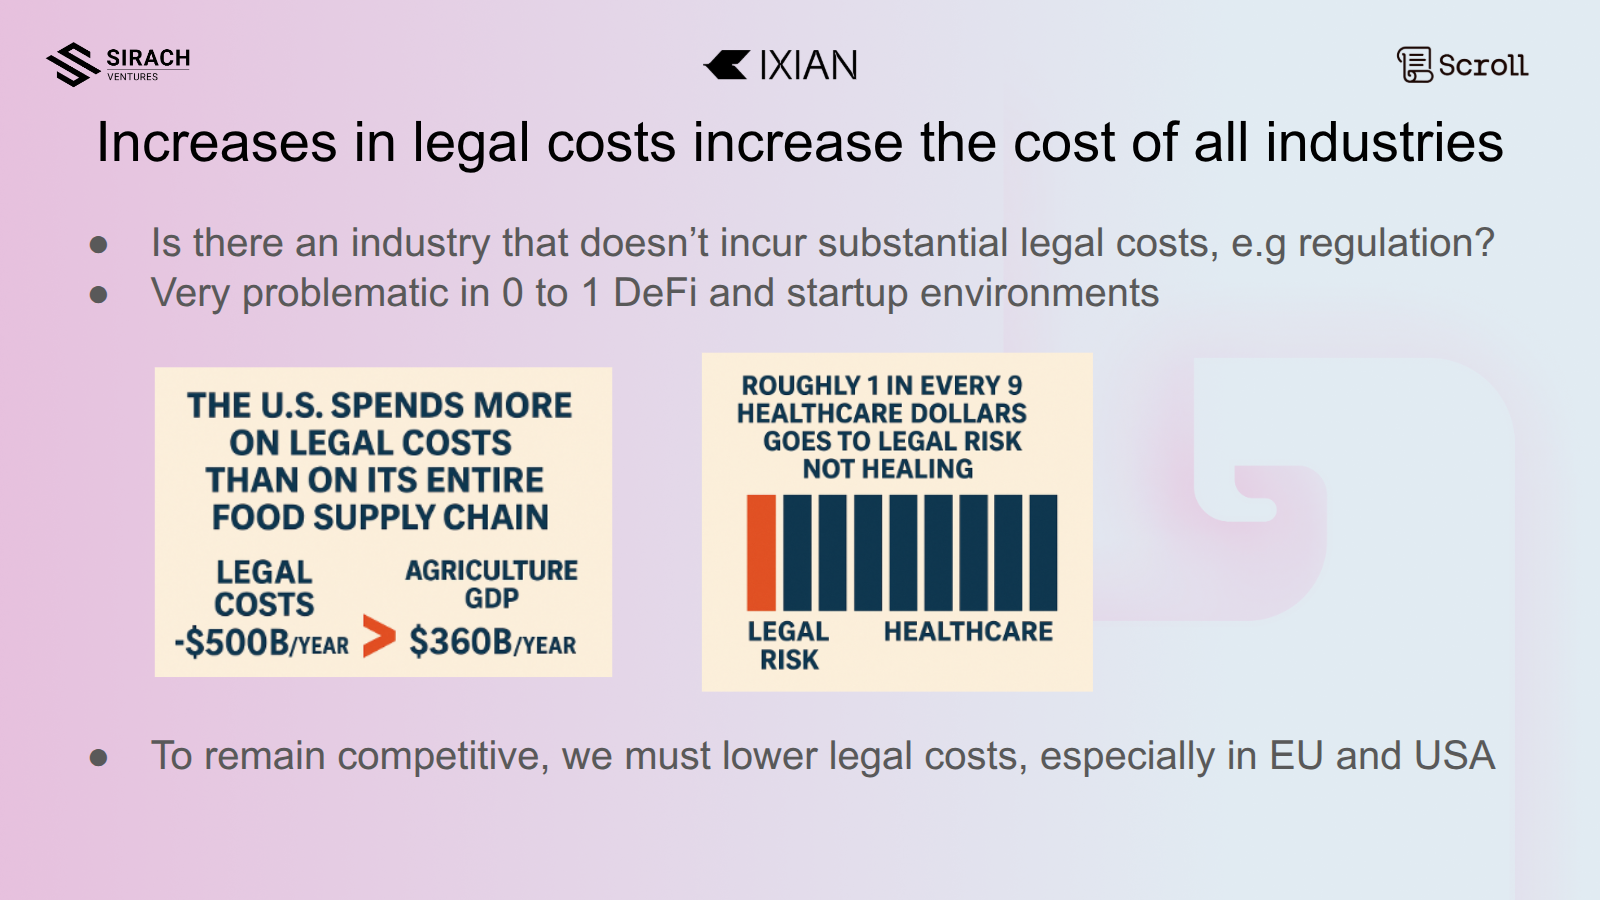 SIRACH
VENTURES
IXIAN
Scroll
Increases in legal costs increase the cost of all industries
● Is there an industry that doesn’t incur substantial legal costs, e.g regulation?
● Very problematic in 0 to 1 DeFi and startup environments
THE U.S. SPENDS MORE
ON LEGAL COSTS
THAN ON ITS ENTIRE
FOOD SUPPLY CHAIN
LEGAL
COSTS
-$500B/YEAR
>
AGRICULTURE
GDP
$360B/YEAR
ROUGHLY 1 IN EVERY 9
HEALTHCARE DOLLARS
GOES TO LEGAL RISK
NOT HEALING
LEGAL
RISK
HEALTHCARE
● To remain competitive, we must lower legal costs, especially in EU and USA